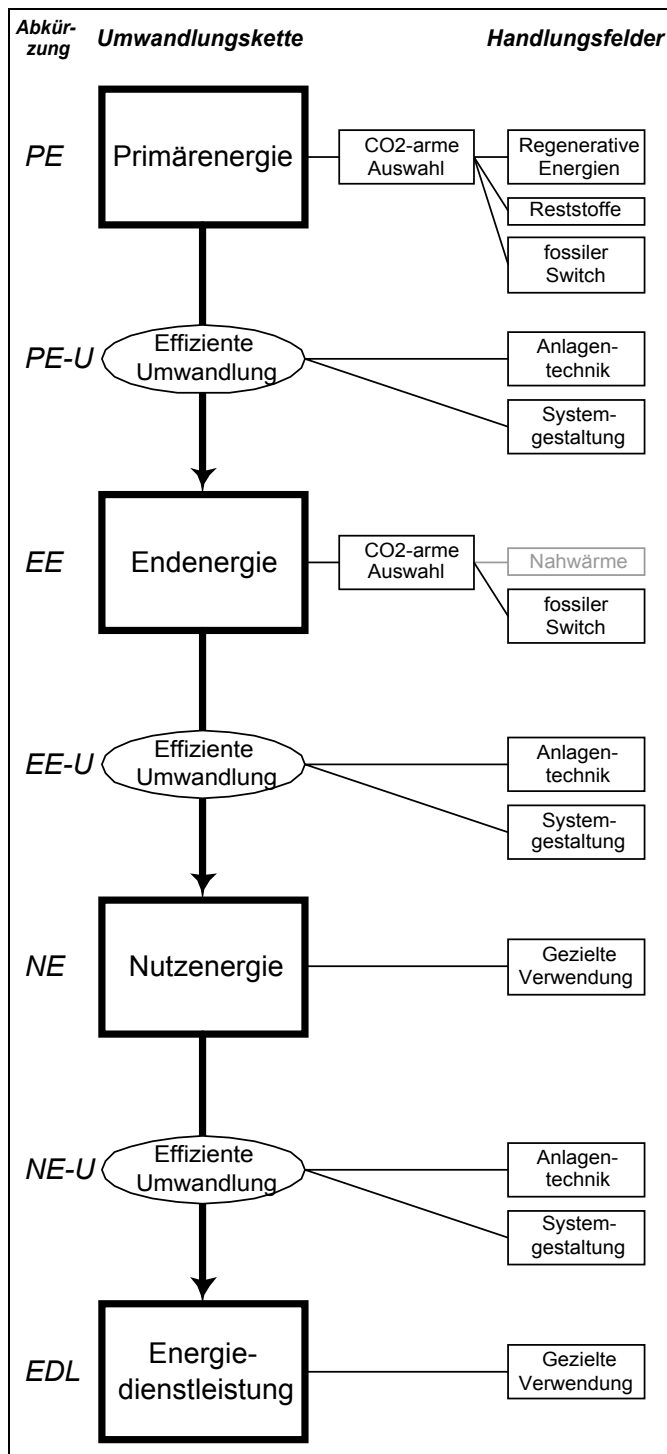 Abkür-
zung
Umwandlungskette
Handlungsfelder
PE
Primärenergie
CO2-arme
Auswahl
Regenerative
Energien
Reststoffe
fossiler
Switch
PE-U
Effiziente
Umwandlung
Anlagen-
technik
System-
gestaltung
EE
Endenergie
CO2-arme
Auswahl
Nahwärme
fossiler
Switch
EE-U
Effiziente
Umwandlung
Anlagen-
technik
System-
gestaltung
NE
Nutzenergie
Gezielte
Verwendung
NE-U
Effiziente
Umwandlung
Anlagen-
technik
System-
gestaltung
EDL
Energie-
dienstleistung
Gezielte
Verwendung